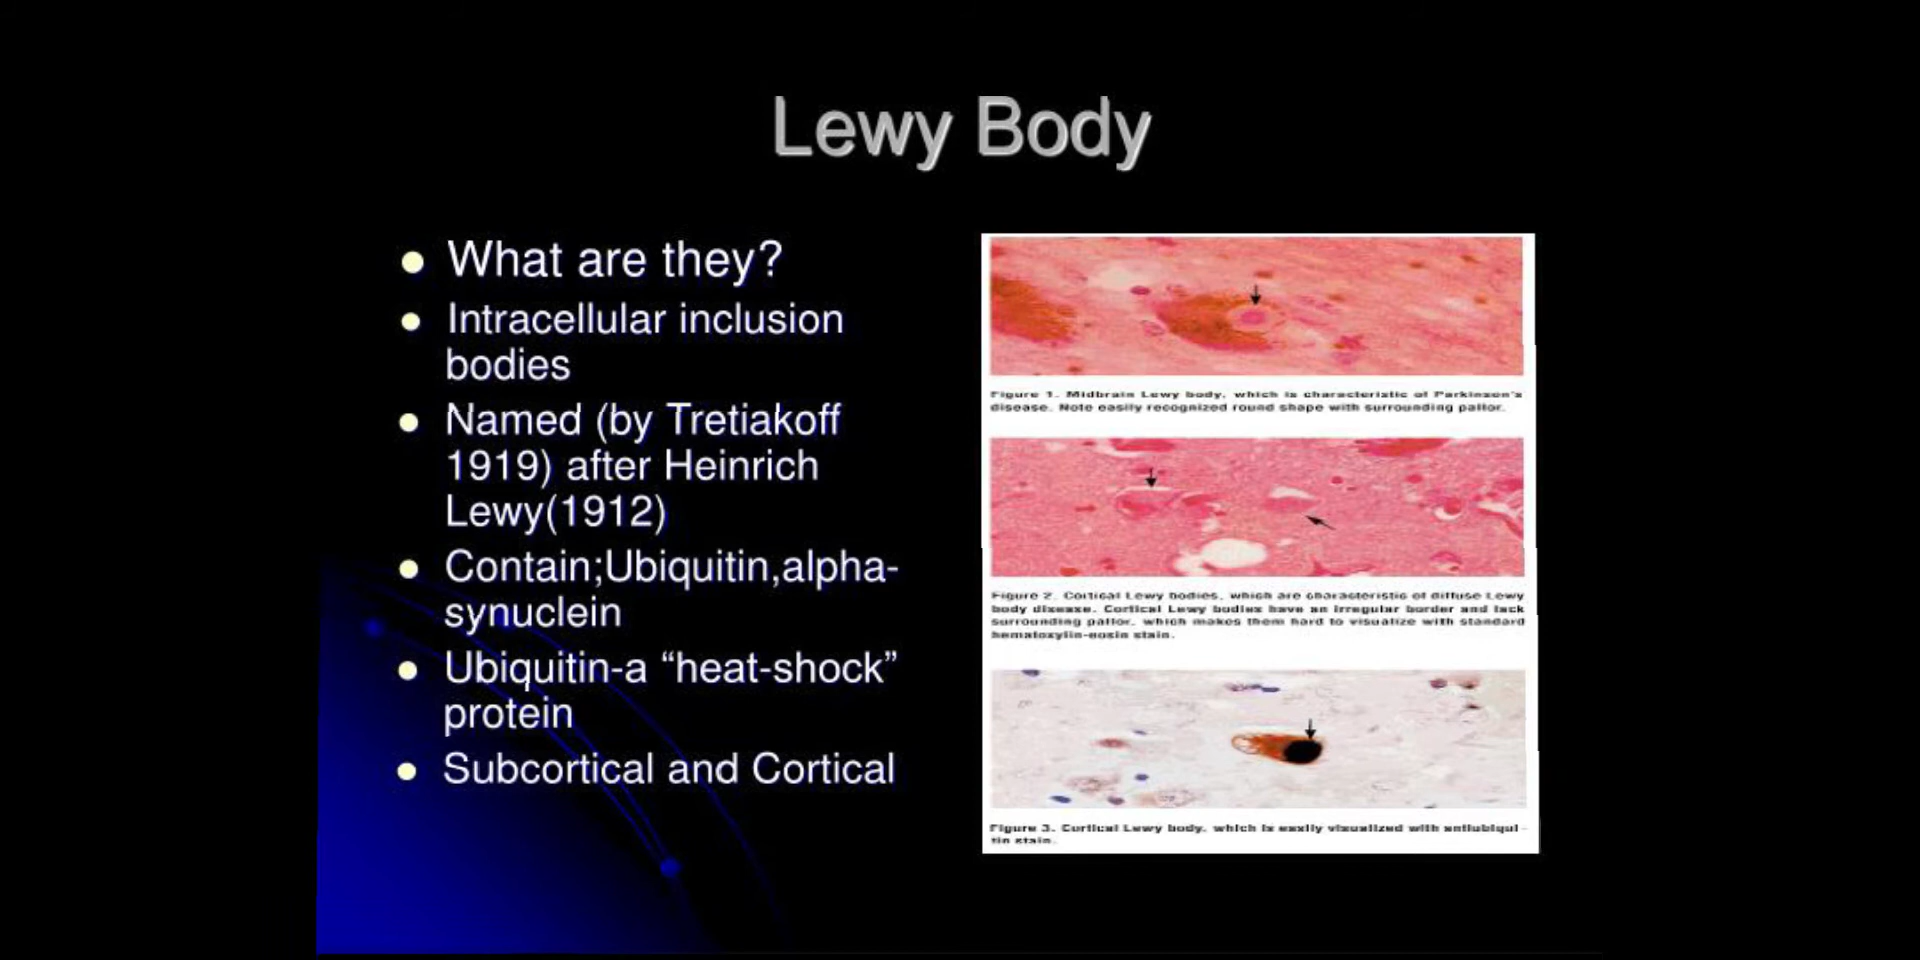 Lewy Body
What are they?
Intracellular inclusion
bodies
Named (by Tretiakoff
1919) after Heinrich
Lewy(1912)
Contain;Ubiquitin,alpha-
synuclein
Ubiquitin-a “heat-shock”
protein
Subcortical and Cortical
Figure 1. Midbrain Lewy body, which is characteristic of Parkinson's
disease. Note easily recognized round shape with surrounding pallor.
Figure 2. Cortical Lewy bodies, which are characteristic of diffuse Lewy
body disease. Cortical Lewy bodies have an irregular border and lack
surrounding pallor, which makes them hard to visualize with standard
hematoxylin-eosin stain.
Figure 3. Cortical Lewy body, which is easily visualized with antiubiqui-
tin stain.